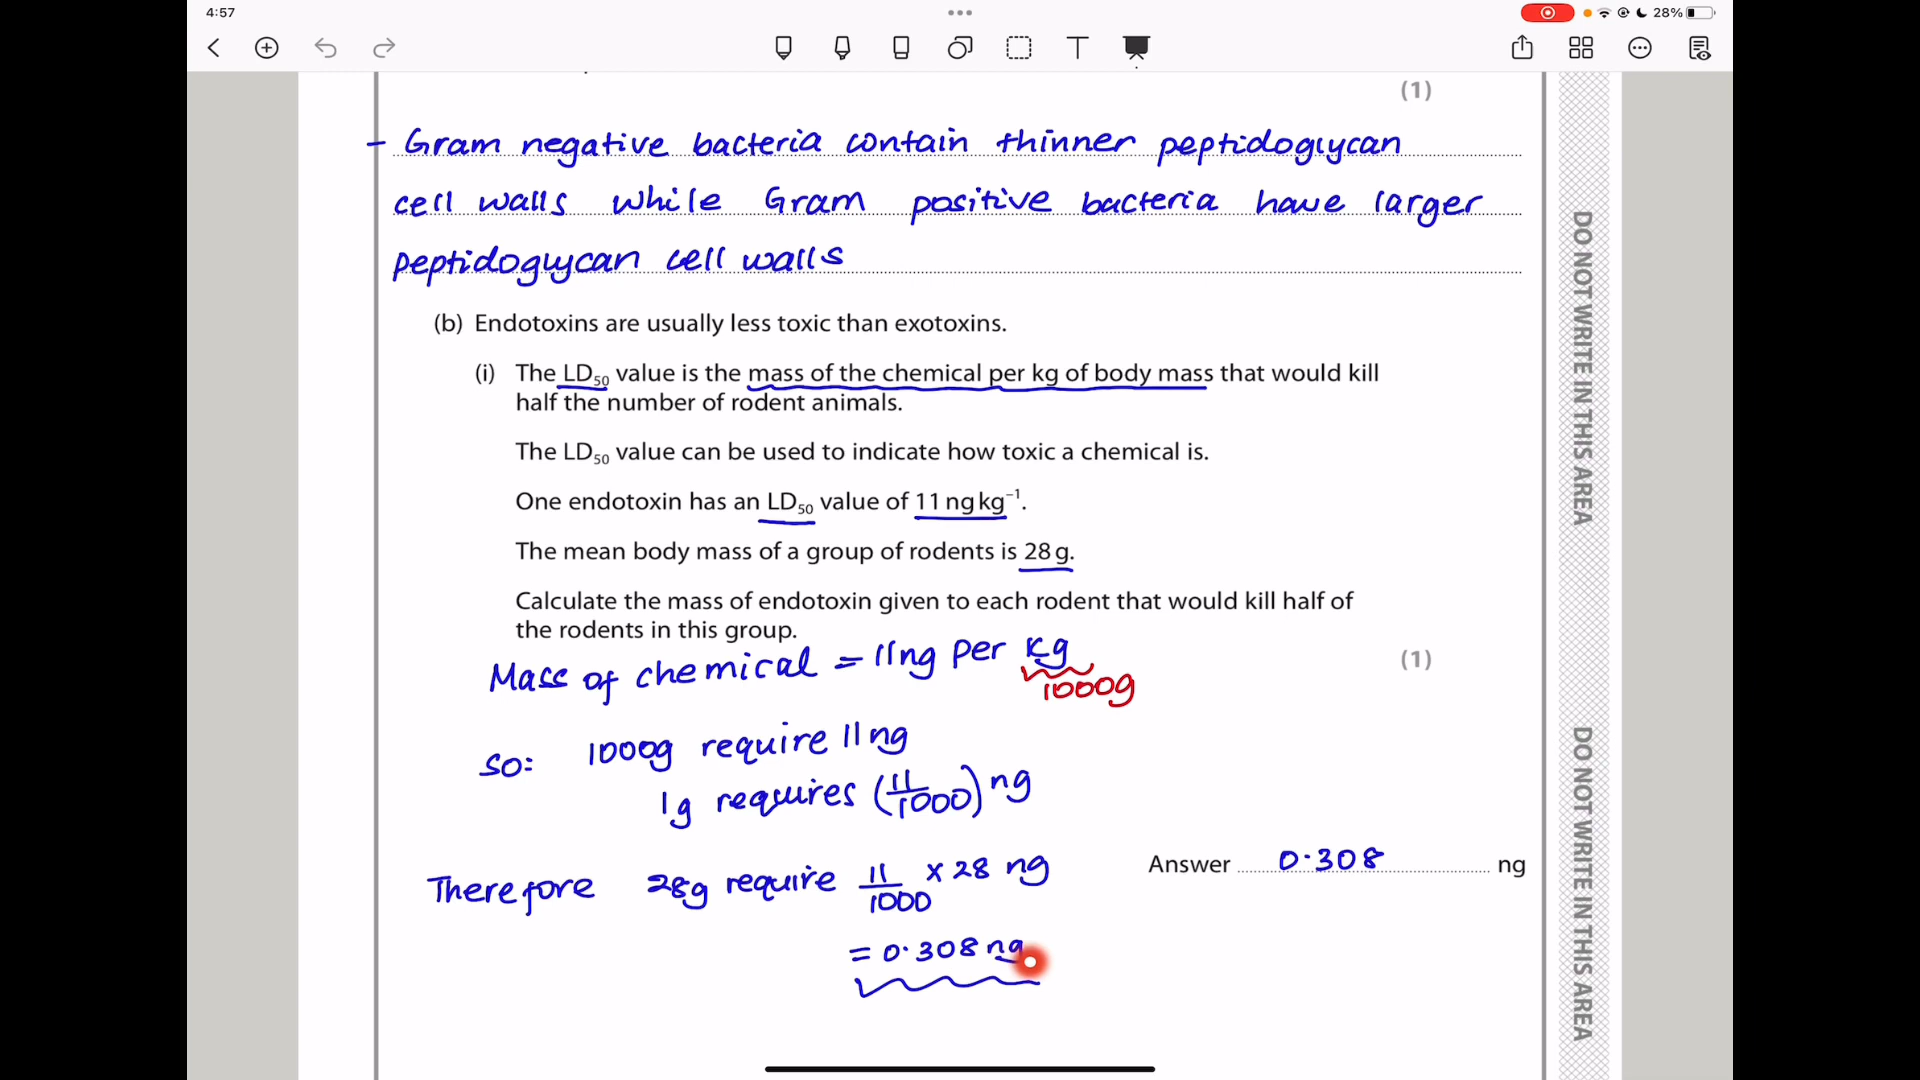 4:57
28%
(1)
- Gram negative bacteria contain thinner peptidoglycan
cell walls while Gram positive bacteria have larger
peptidoglycan cell walls
(b) Endotoxins are usually less toxic than exotoxins.
(i) The LD50 value is the mass of the chemical per kg of body mass that would kill
half the number of rodent animals.
The LD50 value can be used to indicate how toxic a chemical is.
One endotoxin has an LD50 value of 11 ng kg⁻¹.
The mean body mass of a group of rodents is 28 g.
Calculate the mass of endotoxin given to each rodent that would kill half of
the rodents in this group.
(1)
Mass of chemical = 11ng per kg
1000g
so: 1000g require 11ng
1g requires (11/1000) ng
Therefore 28g require 11/1000 × 28 ng
= 0.308 ng
Answer 0.308 ng
DO NOT WRITE IN THIS AREA
DO NOT WRITE IN THIS AREA